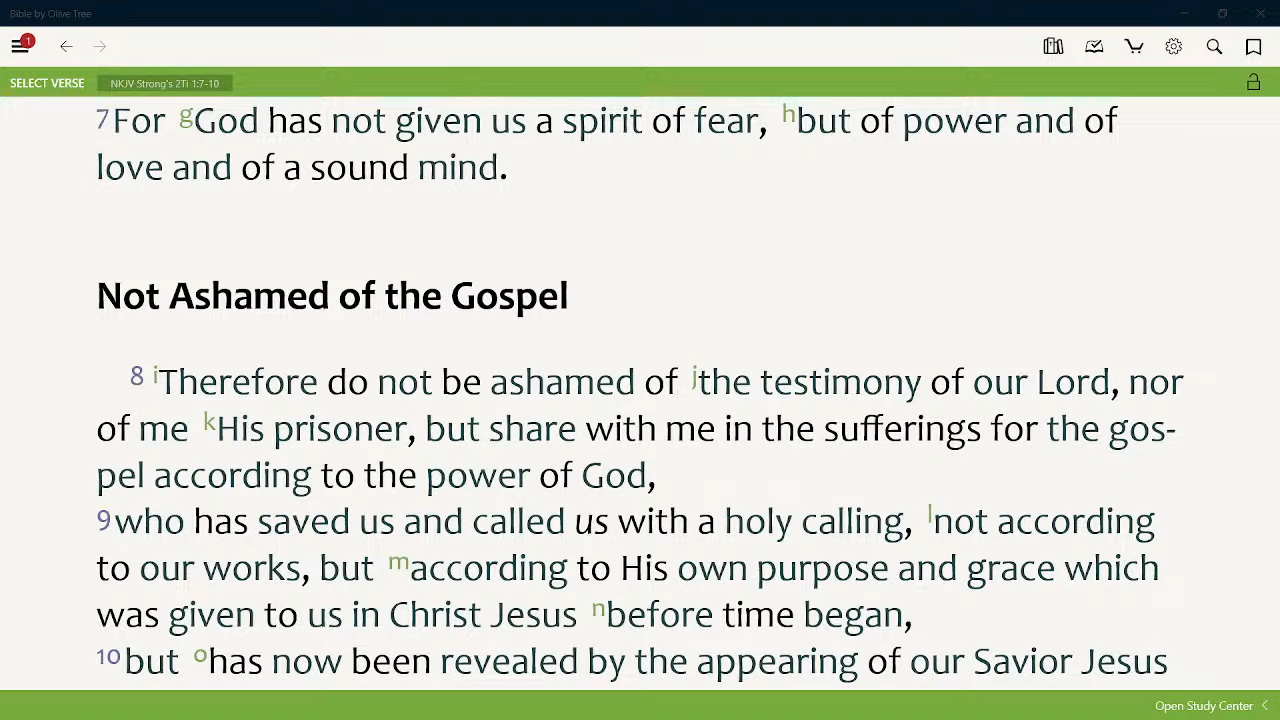 Bible by Olive Tree
1
SELECT VERSE NKJV Strong's 2Ti 1:7-10
7For gGod has not given us a spirit of fear, hbut of power and of
love and of a sound mind.
Not Ashamed of the Gospel
8 iTherefore do not be ashamed of jthe testimony of our Lord, nor
of me kHis prisoner, but share with me in the sufferings for the gos-
pel according to the power of God,
9who has saved us and called us with a holy calling, lnot according
to our works, but maccording to His own purpose and grace which
was given to us in Christ Jesus nbefore time began,
10but ohas now been revealed by the appearing of our Savior Jesus
Open Study Center